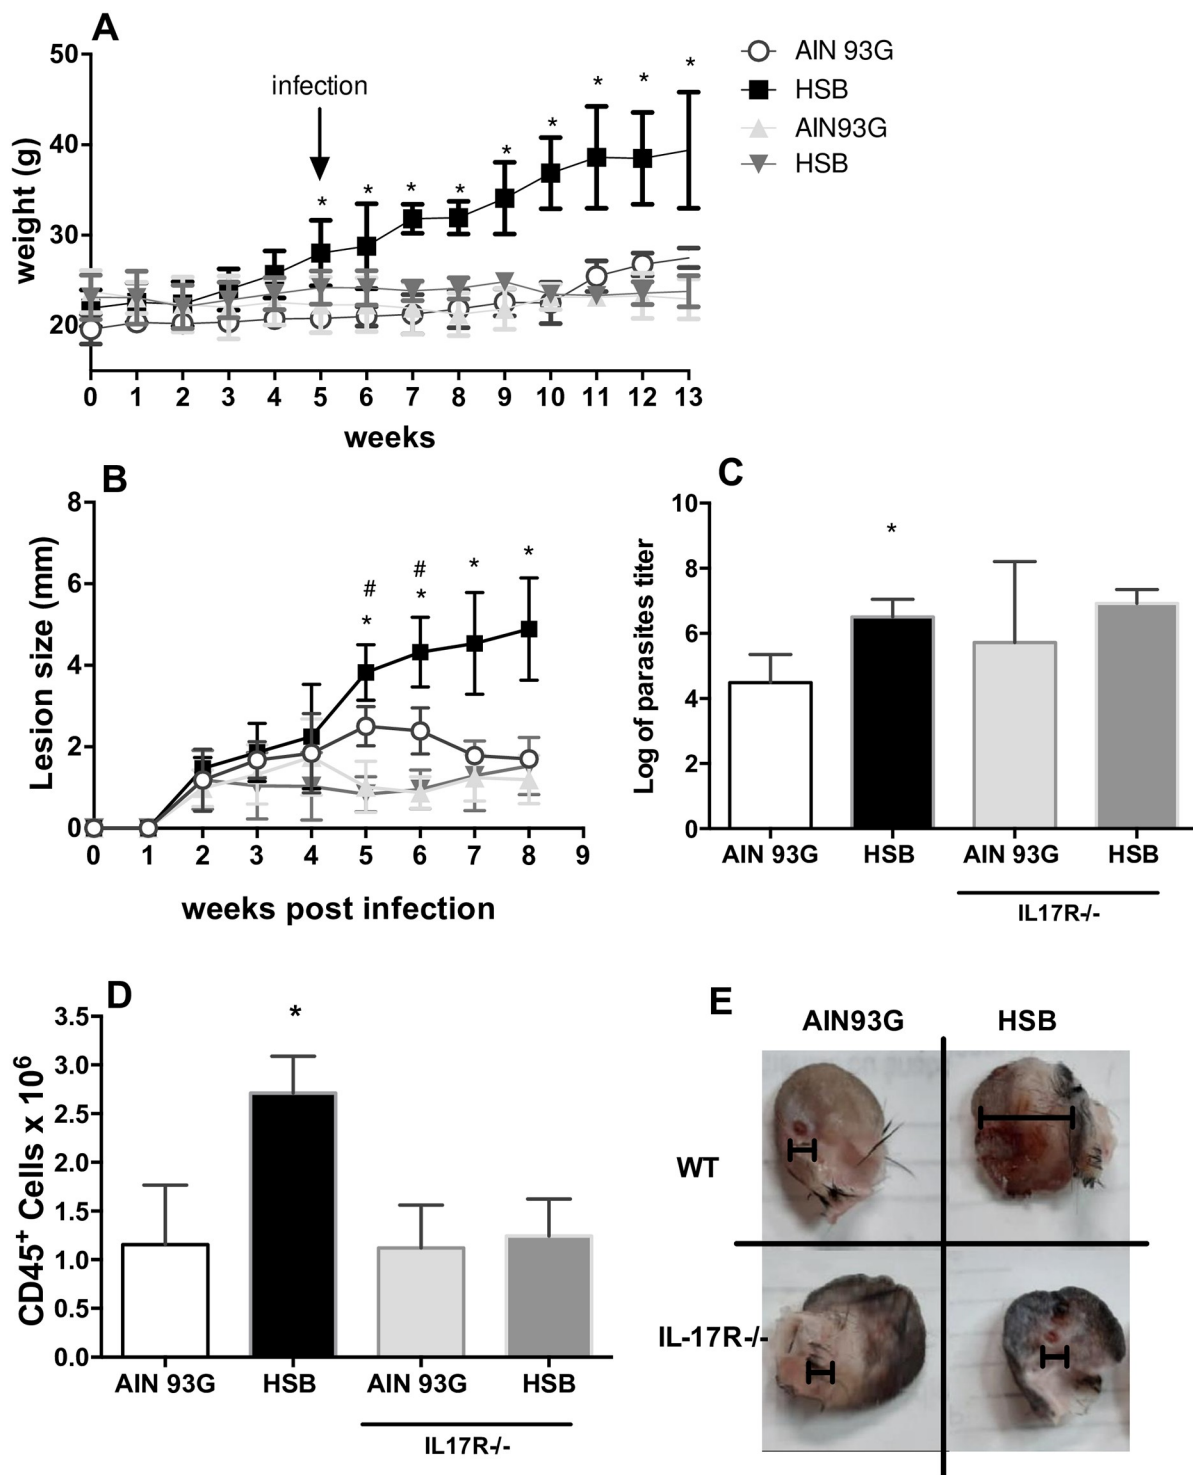 A
50
40
30
20
weight (g)
infection
*
*
*
*
*
*
*
*
*
0 1 2 3 4 5 6 7 8 9 10 11 12 13
weeks
AIN 93G
HSB
AIN93G
HSB
B
8
6
4
2
0
Lesion size (mm)
#
*
#
*
*
*
0 1 2 3 4 5 6 7 8 9
weeks post infection
C
10
8
6
4
2
0
Log of parasites titer
*
AIN 93G HSB AIN 93G HSB
IL17R-/-
D
3.5
3.0
2.5
2.0
1.5
1.0
0.5
0.0
CD45+ Cells x 10⁶
*
AIN 93G HSB AIN 93G HSB
IL17R-/-
E
AIN93G HSB
WT
IL-17R-/-